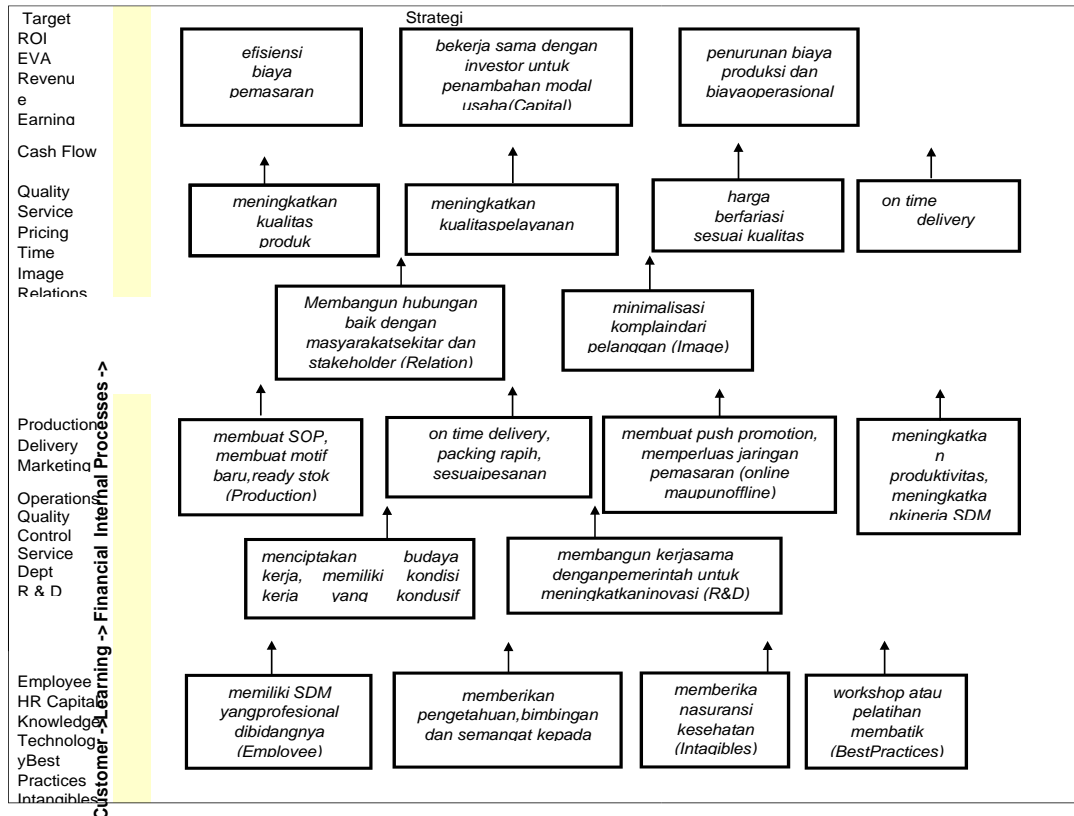 Target
ROI
EVA
Revenu
e
Earning
Cash Flow
Strategi
efisiensi
biaya
pemasaran
bekerja sama dengan
investor untuk
penambahan modal
usaha(Capital)
penurunan biaya
produksi dan
biayaoperasional
Quality
Service
Pricing
Time
Image
Relations
meningkatkan
kualitas
produk
meningkatkan
kualitaspelayanan
harga
berfariasi
sesuai kualitas
on time
delivery
Membangun hubungan
baik dengan
masyarakatsekitar dan
stakeholder (Relation)
minimalisasi
komplaindari
pelanggan (Image)
Customer ->Learning -> Financial Internal Processes ->
Production
Delivery
Marketing
Operations
Quality
Control
Service
Dept
R & D
membuat SOP,
membuat motif
baru,ready stok
(Production)
on time delivery,
packing rapih,
sesuaipesanan
membuat push promotion,
memperluas jaringan
pemasaran (online
maupunoffline)
meningkatka
n
produktivitas,
meningkatka
nkinerja SDM
menciptakan budaya
kerja, memiliki kondisi
kerja yang kondusif
membangun kerjasama
denganpemerintah untuk
meningkatkaninovasi (R&D)
Employee
HR Capital
Knowledge
Technolog
yBest
Practices
Intangibles
memiliki SDM
yangprofesional
dibidangnya
(Employee)
memberikan
pengetahuan,bimbingan
dan semangat kepada
memberika
nasuransi
kesehatan
(Intagibles)
workshop atau
pelatihan
membatik
(BestPractices)